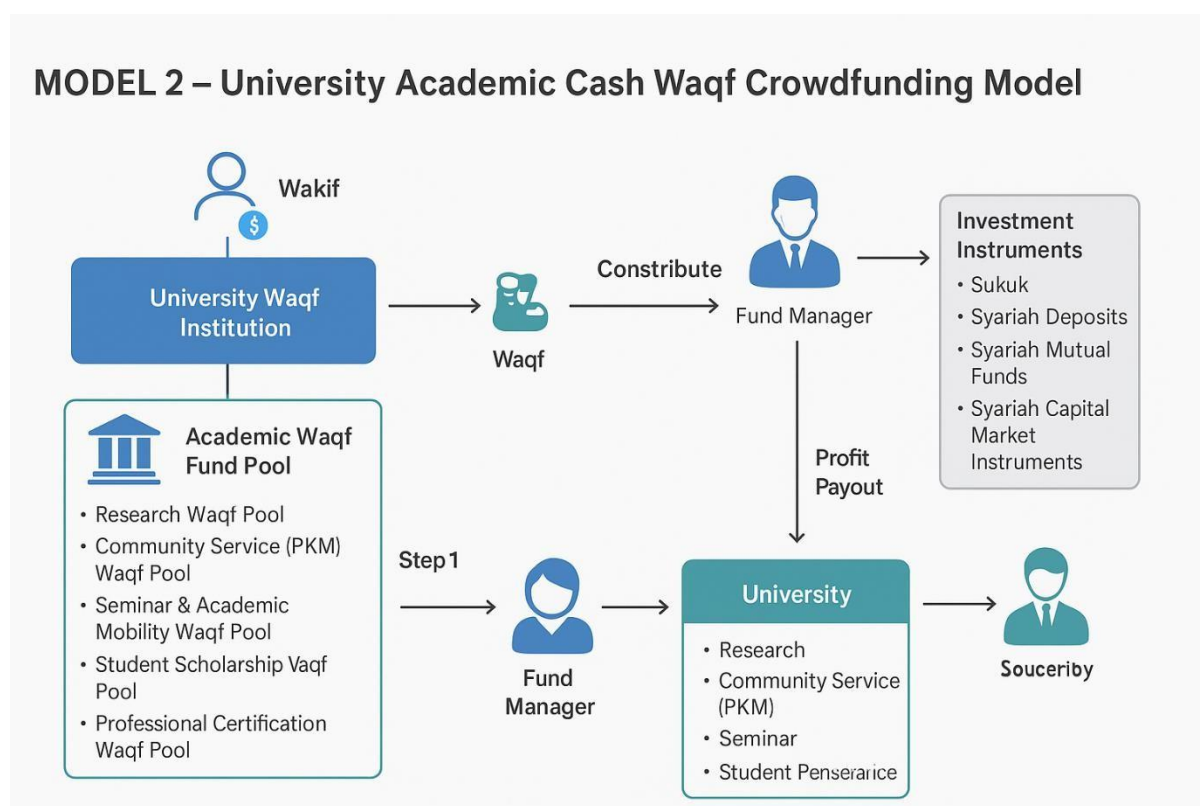 MODEL 2 – University Academic Cash Waqf Crowdfunding Model
Wakif
$
University Waqf
Institution
Waqf
Constribute
Fund Manager
Investment
Instruments
• Sukuk
• Syariah Deposits
• Syariah Mutual
Funds
• Syariah Capital
Market
Instruments
Academic Waqf
Fund Pool
• Research Waqf Pool
• Community Service (PKM)
Waqf Pool
• Seminar & Academic
Mobility Waqf Pool
• Student Scholarship Vaqf
Pool
• Professional Certification
Waqf Pool
Step 1
Fund
Manager
Profit
Payout
University
• Research
• Community Service
(PKM)
• Seminar
• Student Penserarice
Souceriby